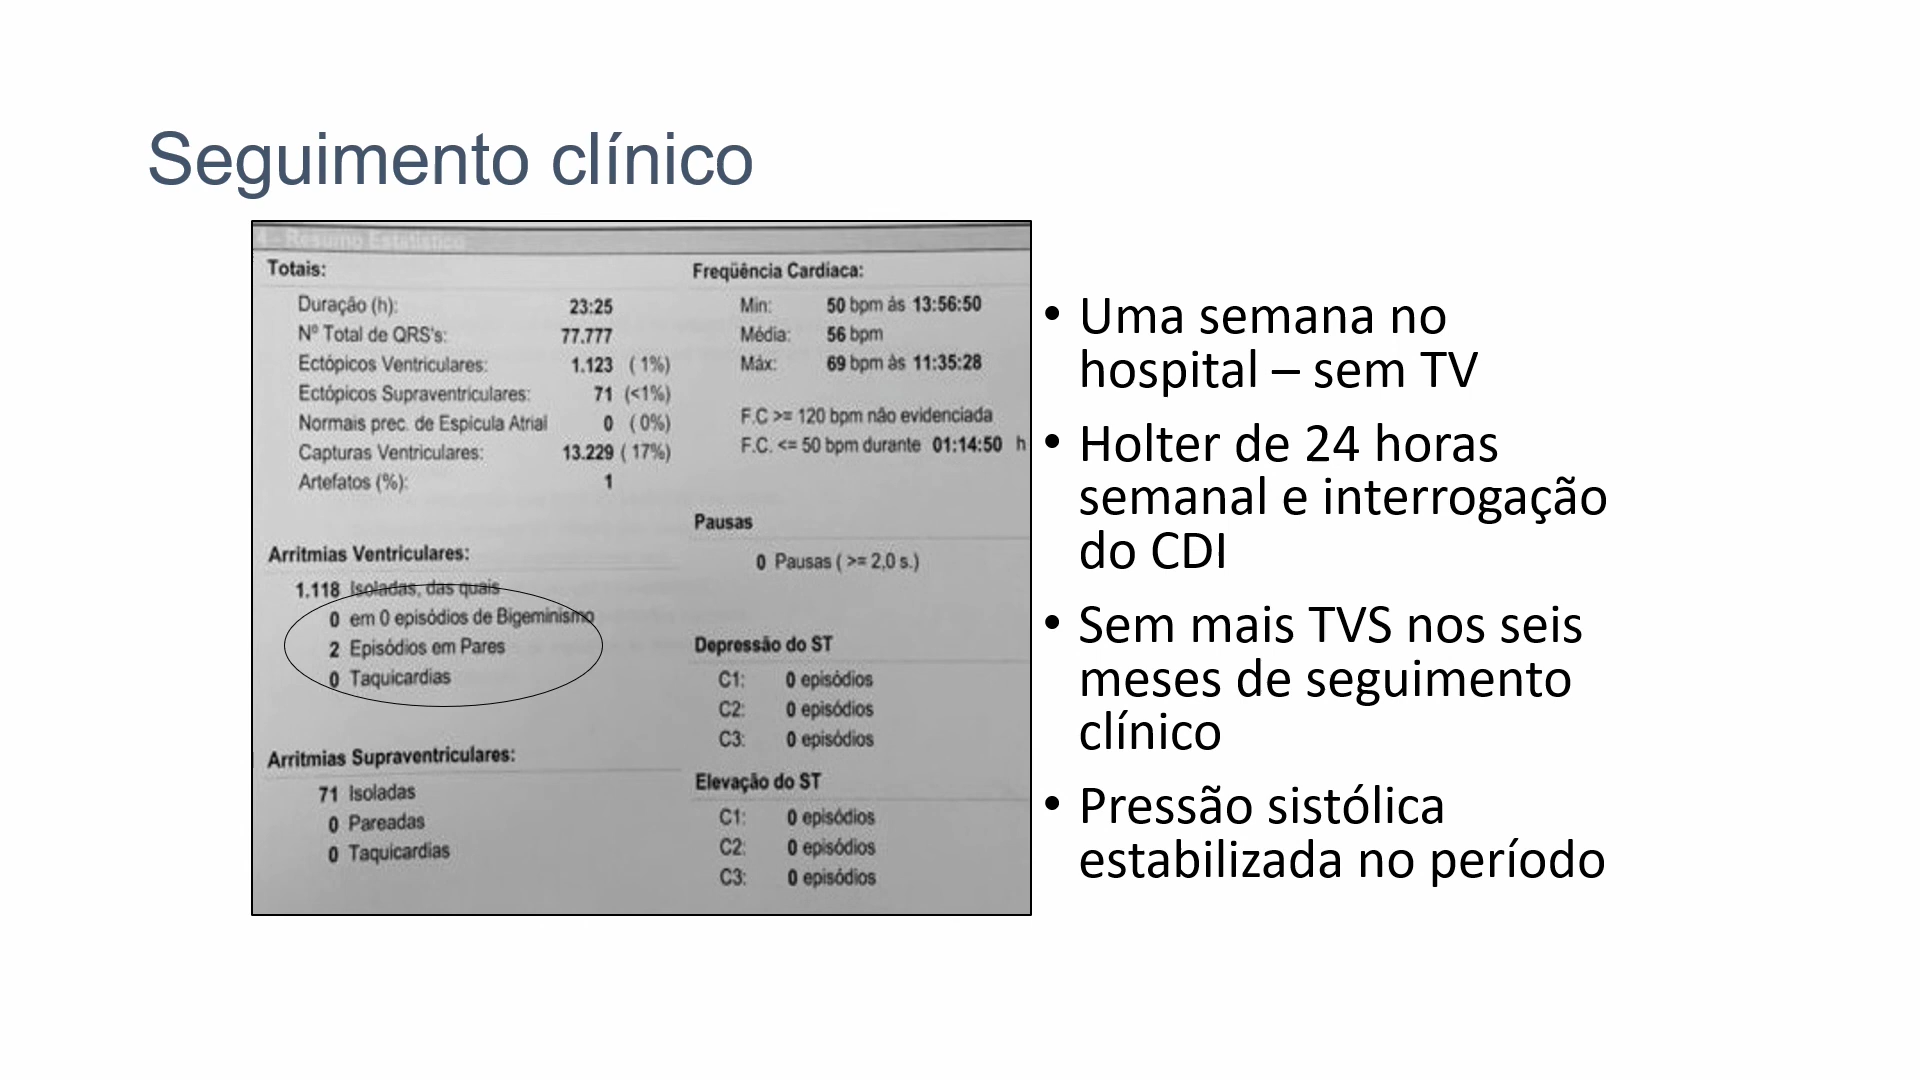 Seguimento clínico
4 - Resumo Estatístico
Totais:
Duração (h): 23:25
Nº Total de QRS's: 77.777
Ectópicos Ventriculares: 1.123 ( 1%)
Ectópicos Supraventriculares: 71 (<1%)
Normais prec. de Espícula Atrial 0 ( 0%)
Capturas Ventriculares: 13.229 ( 17%)
Artefatos (%): 1
Arritmias Ventriculares:
1.118 Isoladas, das quais
0 em 0 episódios de Bigeminismo
2 Episódios em Pares
0 Taquicardias
Arritmias Supraventriculares:
71 Isoladas
0 Pareadas
0 Taquicardias
Freqüência Cardíaca:
Min: 50 bpm às 13:56:50
Média: 56 bpm
Máx: 69 bpm às 11:35:28
F.C >= 120 bpm não evidenciada
F.C. <= 50 bpm durante 01:14:50 h
Pausas
0 Pausas ( >= 2,0 s.)
Depressão do ST
C1: 0 episódios
C2: 0 episódios
C3: 0 episódios
Elevação do ST
C1: 0 episódios
C2: 0 episódios
C3: 0 episódios
• Uma semana no
hospital – sem TV
• Holter de 24 horas
semanal e interrogação
do CDI
• Sem mais TVS nos seis
meses de seguimento
clínico
• Pressão sistólica
estabilizada no período